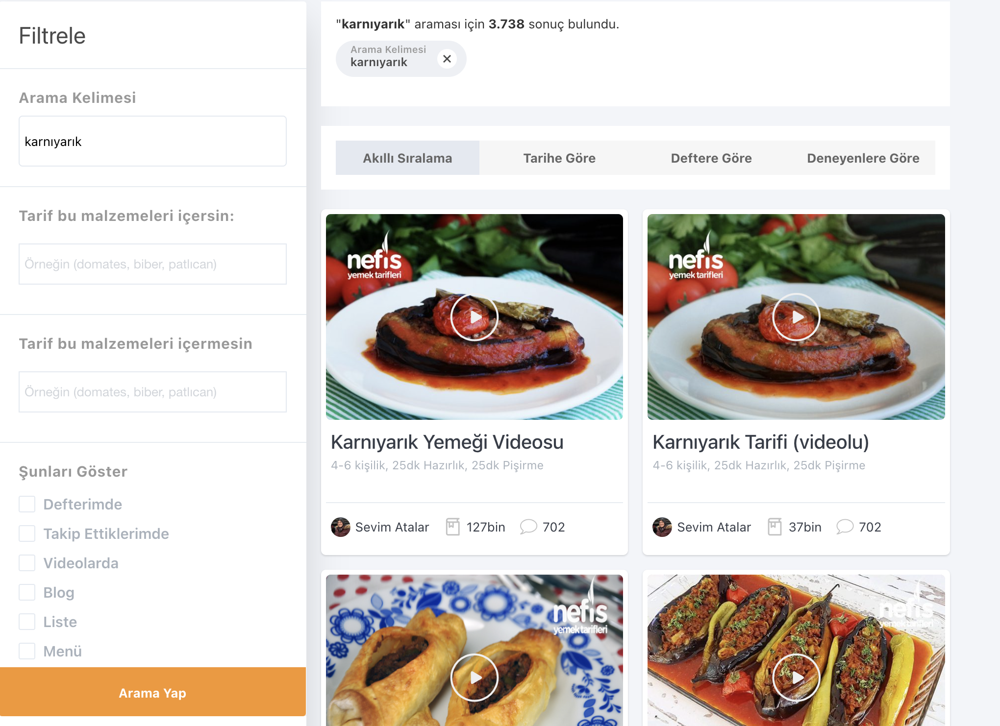 Filtrele
Arama Kelimesi
karnıyarık
Tarif bu malzemeleri içersin:
Örneğin (domates, biber, patlıcan)
Tarif bu malzemeleri içermesin
Örneğin (domates, biber, patlıcan)
Şunları Göster
Defterimde
Takip Ettiklerimde
Videolarda
Blog
Liste
Menü
Arama Yap
"karnıyarık" araması için 3.738 sonuç bulundu.
Arama Kelimesi
karnıyarık
Akıllı Sıralama
Tarihe Göre
Deftere Göre
Deneyenlere Göre
nefis
yemek tarifleri
Karnıyarık Yemeği Videosu
4-6 kişilik, 25dk Hazırlık, 25dk Pişirme
Sevim Atalar 127bin 702
nefis
yemek tarifleri
Karnıyarık Tarifi (videolu)
4-6 kişilik, 25dk Hazırlık, 25dk Pişirme
Sevim Atalar 37bin 702
nefis
yemek tarifleri
nefis
yemek tarifleri